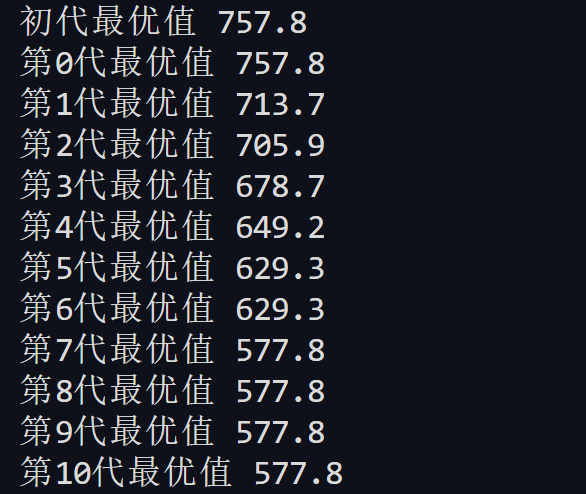 初代最优值 757.8
第0代最优值 757.8
第1代最优值 713.7
第2代最优值 705.9
第3代最优值 678.7
第4代最优值 649.2
第5代最优值 629.3
第6代最优值 629.3
第7代最优值 577.8
第8代最优值 577.8
第9代最优值 577.8
第10代最优值 577.8